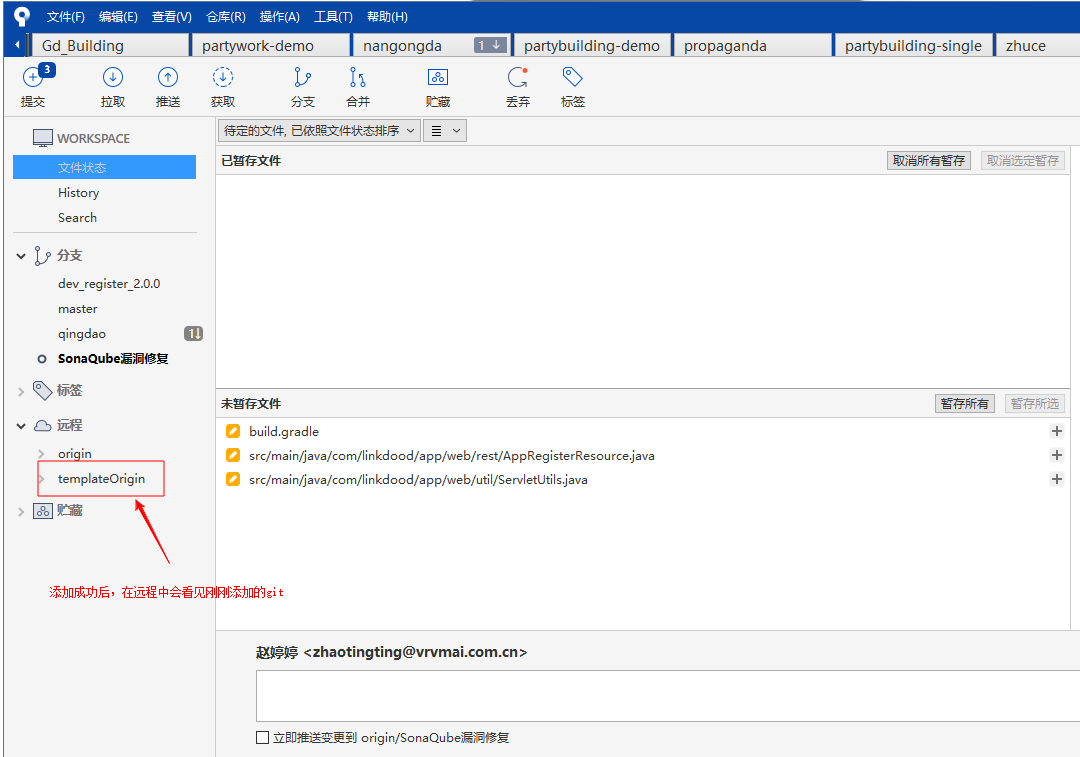 文件(F) 编辑(E) 查看(V) 仓库(R) 操作(A) 工具(T) 帮助(H)
Gd_Building partywork-demo nangongda 1 partybuilding-demo propaganda partybuilding-single zhuce
3
提交 拉取 推送 获取 分支 合并 贮藏 丢弃 标签
WORKSPACE
文件状态
History
Search
分支
dev_register_2.0.0
master
qingdao 1
SonaQube漏洞修复
标签
远程
origin
templateOrigin
贮藏
添加成功后，在远程中会看见刚刚添加的git
待定的文件, 已依照文件状态排序
已暂存文件 取消所有暂存 取消选定暂存
未暂存文件 暂存所有 暂存所选
build.gradle
src/main/java/com/linkdood/app/web/rest/AppRegisterResource.java
src/main/java/com/linkdood/app/web/util/ServletUtils.java
赵婷婷 <zhaotingting@vrvmai.com.cn>
立即推送变更到 origin/SonaQube漏洞修复